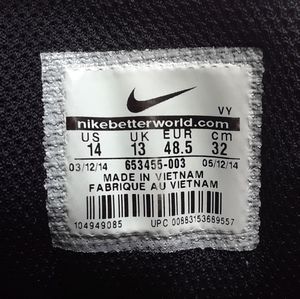 VY
nikebetterworld.com
US UK EUR cm
14 13 48.5 32
03/12/14 653455-003 05/12/14
MADE IN VIETNAM
FABRIQUE AU VIETNAM
104949085 UPC 00883153689557